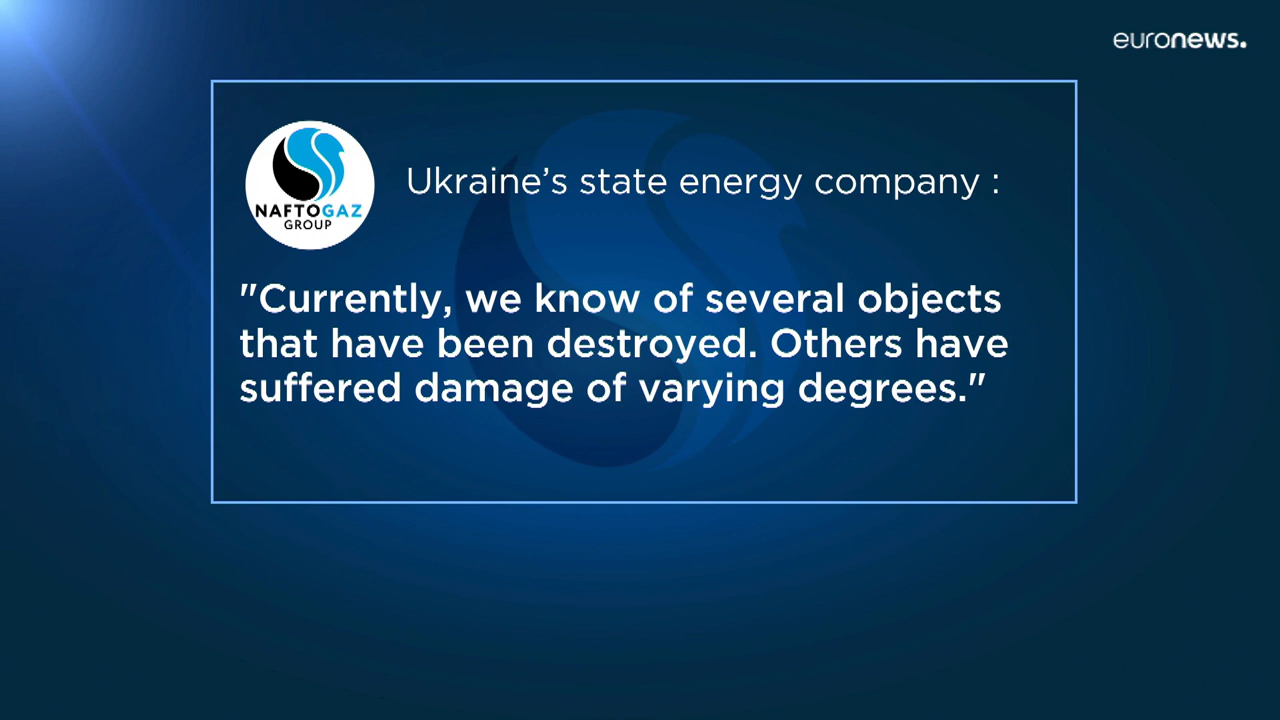 euronews.
NAFTOGAZ
GROUP
Ukraine’s state energy company :
"Currently, we know of several objects
that have been destroyed. Others have
suffered damage of varying degrees."